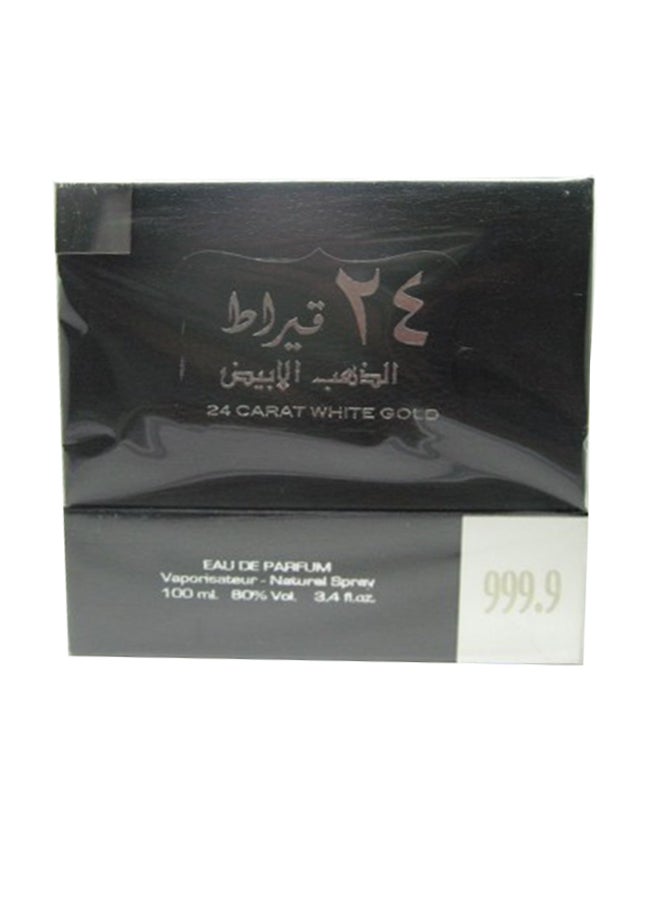 ٢٤ قيراط
الذهب الابيض
24 CARAT WHITE GOLD
EAU DE PARFUM
Vaporisateur - Naturel Spray
100 ml. 80% Vol. 3,4 fl.oz.
999.9